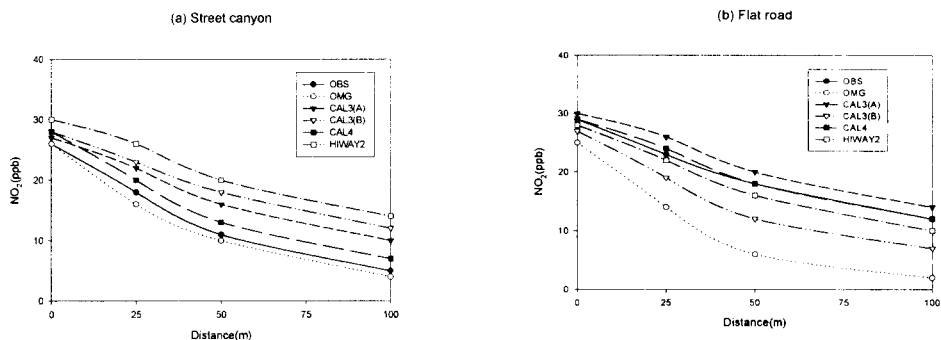 (a) Street canyon
40
30
20
10
0
NO2(ppb)
OBS
OMG
CAL3(A)
CAL3(B)
CAL4
HIWAY2
0 25 50 75 100
Distance(m)
(b) Flat road
40
30
20
10
0
NO2(ppb)
OBS
OMG
CAL3(A)
CAL3(B)
CAL4
HIWAY2
0 25 50 75 100
Distance(m)